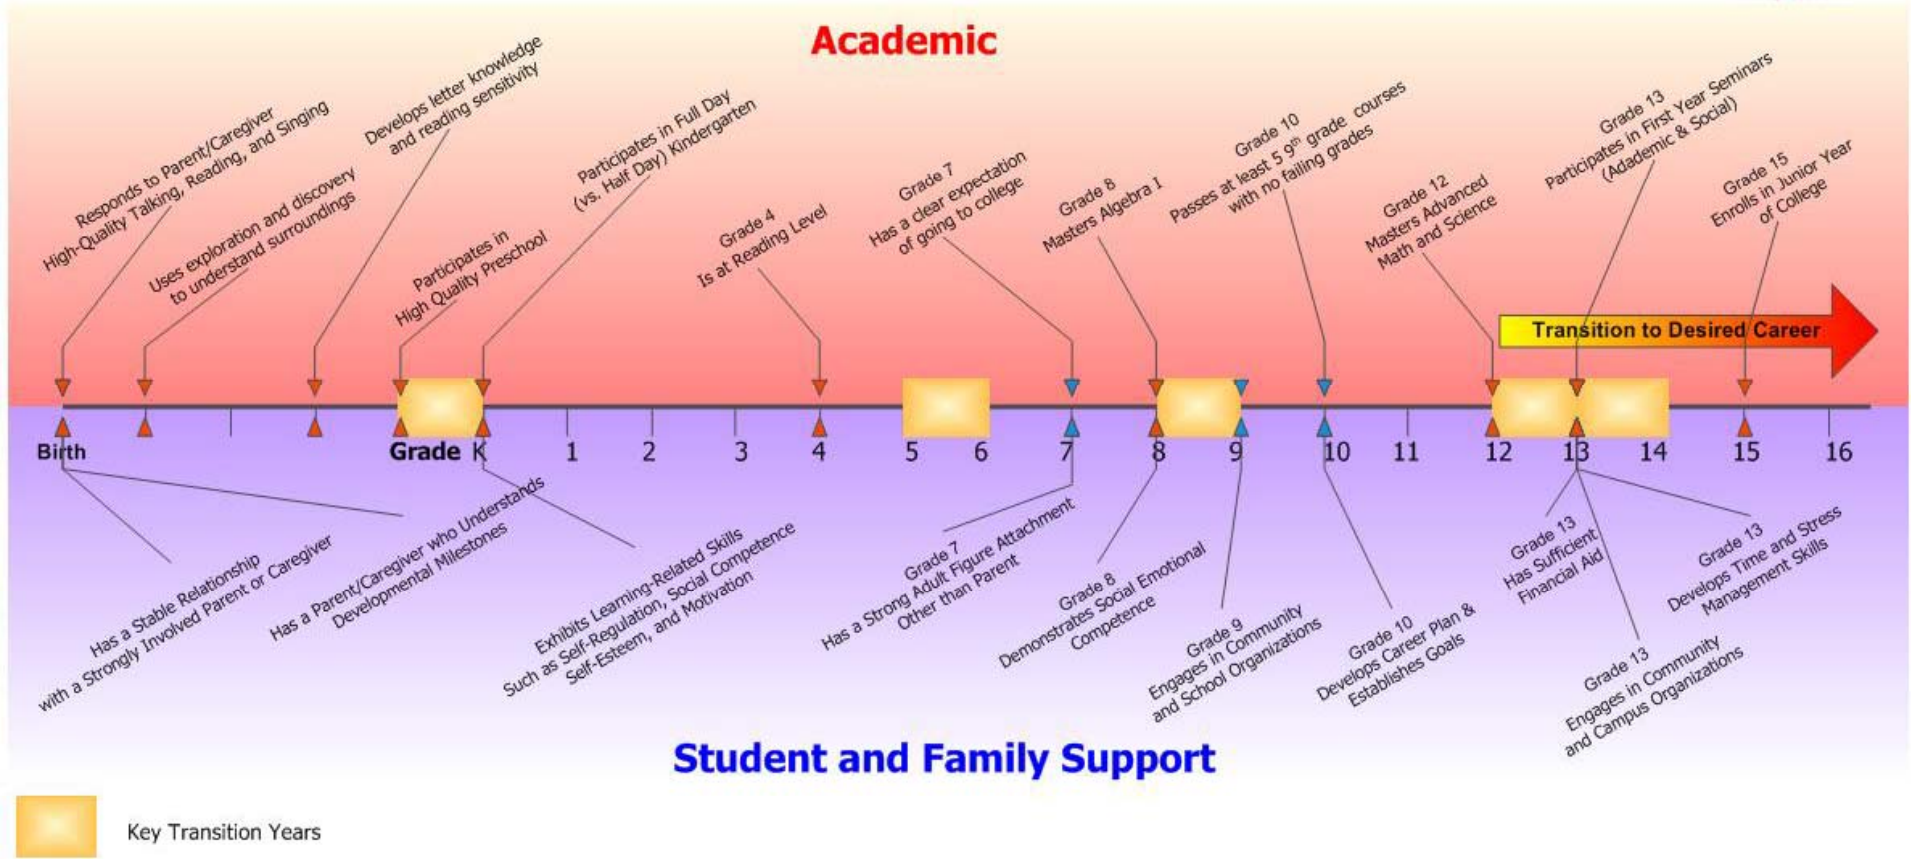 Academic
Responds to Parent/Caregiver
High-Quality Talking, Reading, and Singing
Uses exploration and discovery
to understand surroundings
Develops letter knowledge
and reading sensitivity
Participates in
High Quality Preschool
Participates in Full Day
(vs. Half Day) Kindergarten
Grade 4
Is at Reading Level
Grade 7
Has a clear expectation
of going to college
Grade 8
Masters Algebra I
Grade 10
Passes at least 5 9th grade courses
with no failing grades
Grade 12
Masters Advanced
Math and Science
Grade 13
Participates in First Year Seminars
(Adademic & Social)
Grade 15
Enrolls in Junior Year
of College
Transition to Desired Career
Birth Grade K 1 2 3 4 5 6 7 8 9 10 11 12 13 14 15 16
Has a Stable Relationship
with a Strongly Involved Parent or Caregiver
Has a Parent/Caregiver who Understands
Developmental Milestones
Exhibits Learning-Related Skills
Such as Self-Regulation, Social Competence
Self-Esteem, and Motivation
Grade 7
Has a Strong Adult Figure Attachment
Other than Parent
Grade 8
Demonstrates Social Emotional
Competence
Grade 9
Engages in Community
and School Organizations
Grade 10
Develops Career Plan &
Establishes Goals
Grade 13
Has Sufficient
Financial Aid
Grade 13
Engages in Community
and Campus Organizations
Grade 13
Develops Time and Stress
Management Skills
Student and Family Support
Key Transition Years